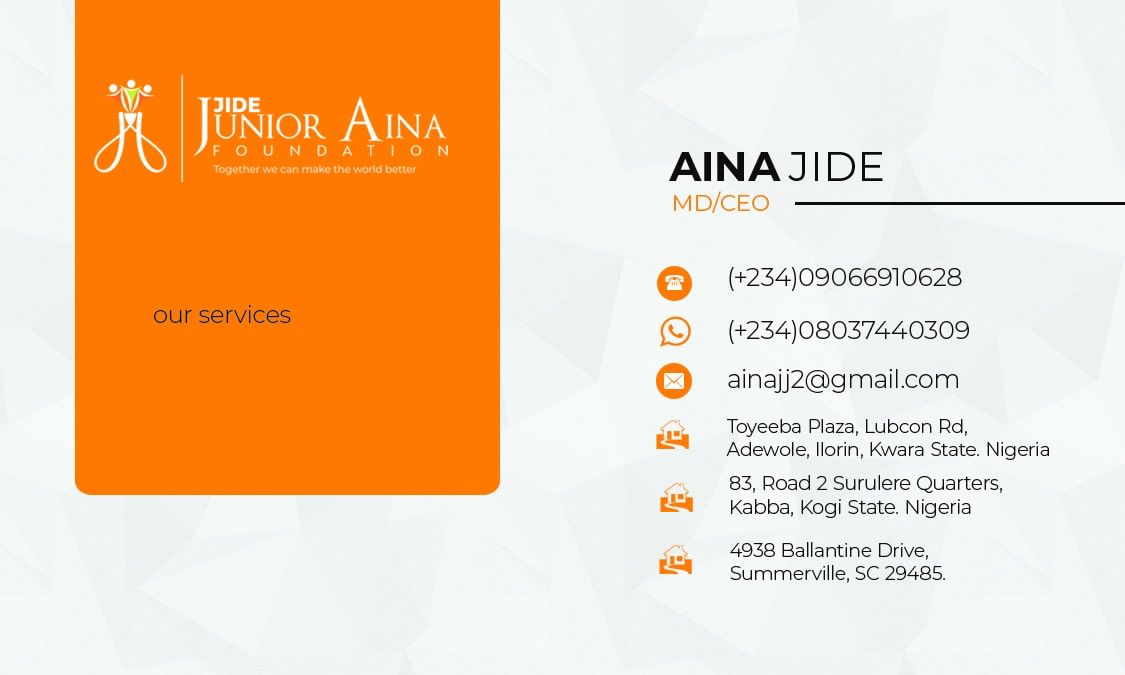 JIDE
JUNIOR AINA
FOUNDATION
Together we can make the world better
our services
AINA JIDE
MD/CEO
(+234)09066910628
(+234)08037440309
ainajj2@gmail.com
Toyeeba Plaza, Lubcon Rd,
Adewole, Ilorin, Kwara State. Nigeria
83, Road 2 Surulere Quarters,
Kabba, Kogi State. Nigeria
4938 Ballantine Drive,
Summerville, SC 29485.